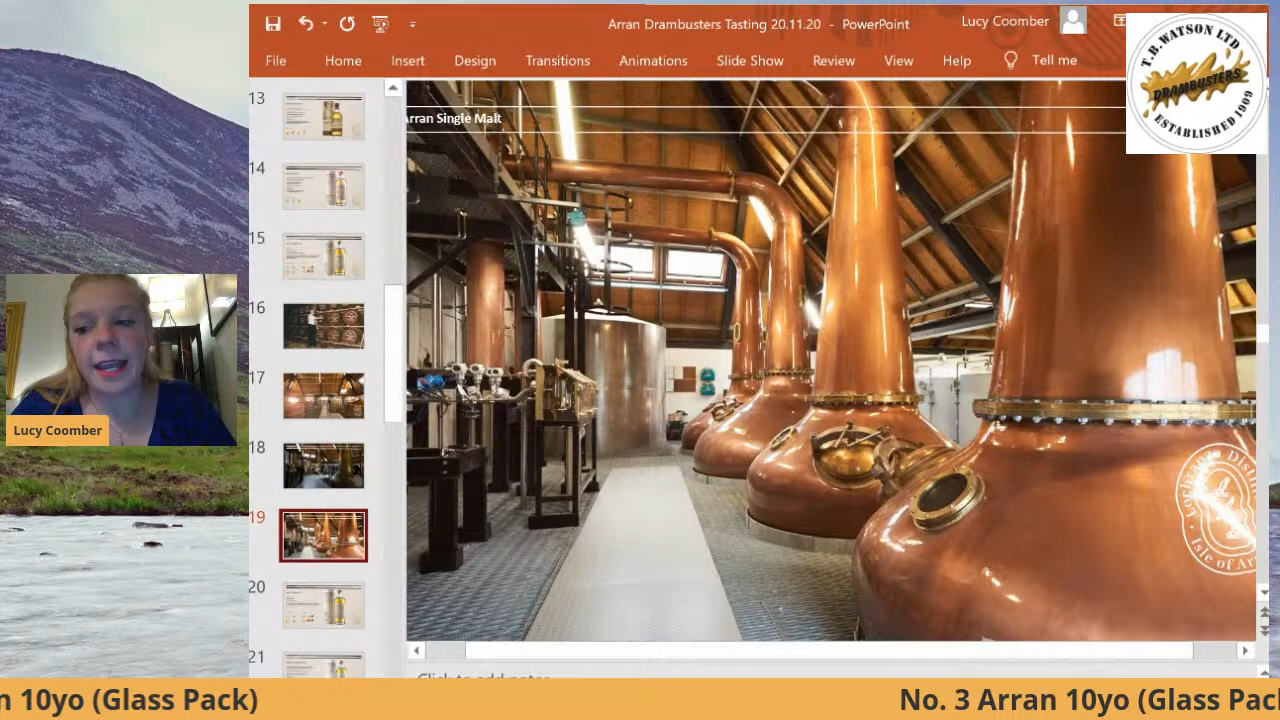 Arran Drambusters Tasting 20.11.20 - PowerPoint
Lucy Coomber
File Home Insert Design Transitions Animations Slide Show Review View Help Tell me
T.B.WATSON LTD
DRAMBUSTERS
ESTABLISHED 1909
Arran Single Malt
13
14
15
16
17
18
19
20
21
Lucy Coomber
Isle of Ar
n 10yo (Glass Pack)
No. 3 Arran 10yo (Glass Pack